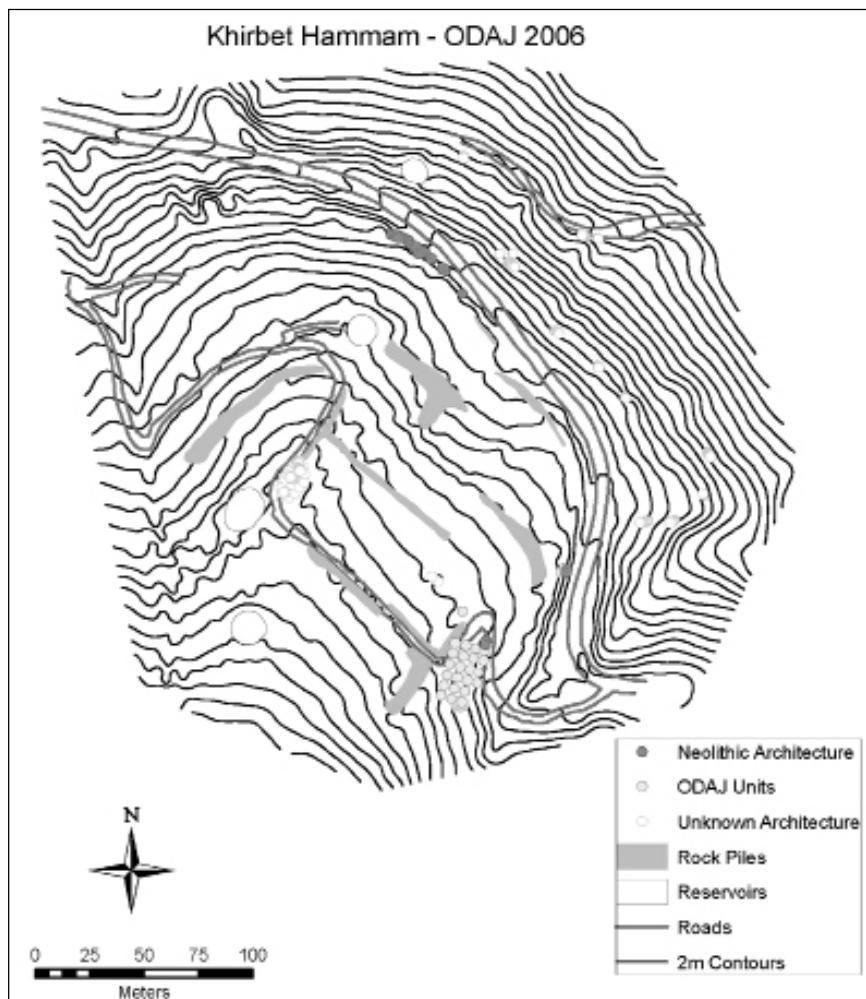 Khirbet Hammam - ODAJ 2006
Neolithic Architecture
ODAJ Units
Unknown Architecture
Rock Piles
Reservoirs
Roads
2m Contours
N
0 25 50 75 100
Meters